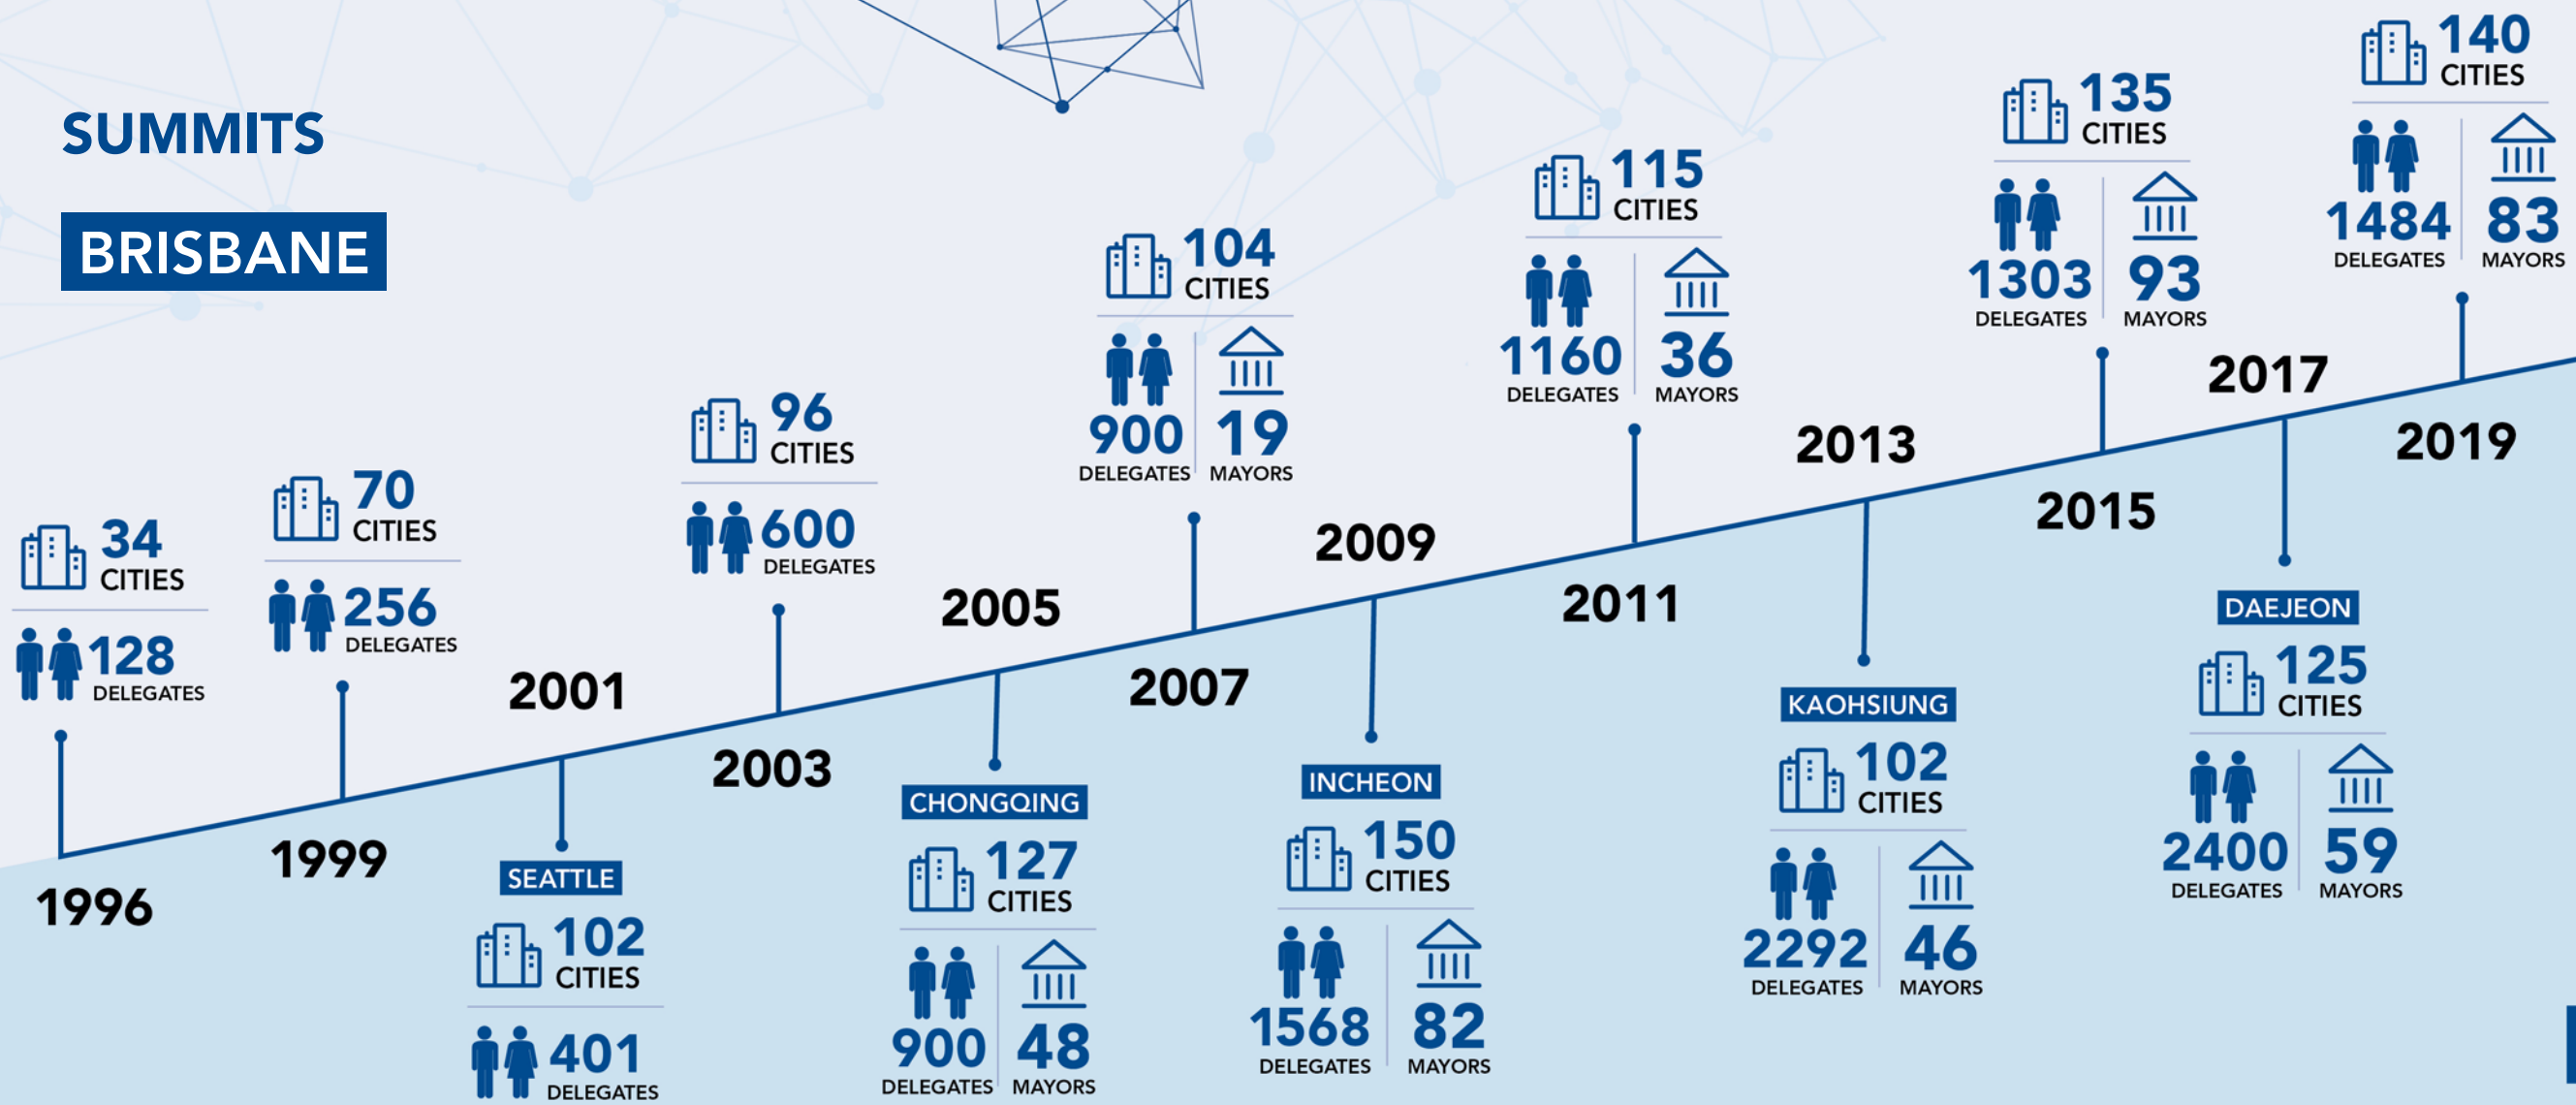 SUMMITS
BRISBANE
34
CITIES
128
DELEGATES
1996
70
CITIES
256
DELEGATES
1999
2001
SEATTLE
102
CITIES
401
DELEGATES
96
CITIES
600
DELEGATES
2003
2005
CHONGQING
127
CITIES
900
DELEGATES
48
MAYORS
104
CITIES
900
DELEGATES
19
MAYORS
2007
2009
INCHEON
150
CITIES
1568
DELEGATES
82
MAYORS
115
CITIES
1160
DELEGATES
36
MAYORS
2011
2013
KAOHSIUNG
102
CITIES
2292
DELEGATES
46
MAYORS
135
CITIES
1303
DELEGATES
93
MAYORS
2015
2017
DAEJEON
125
CITIES
2400
DELEGATES
59
MAYORS
140
CITIES
1484
DELEGATES
83
MAYORS
2019